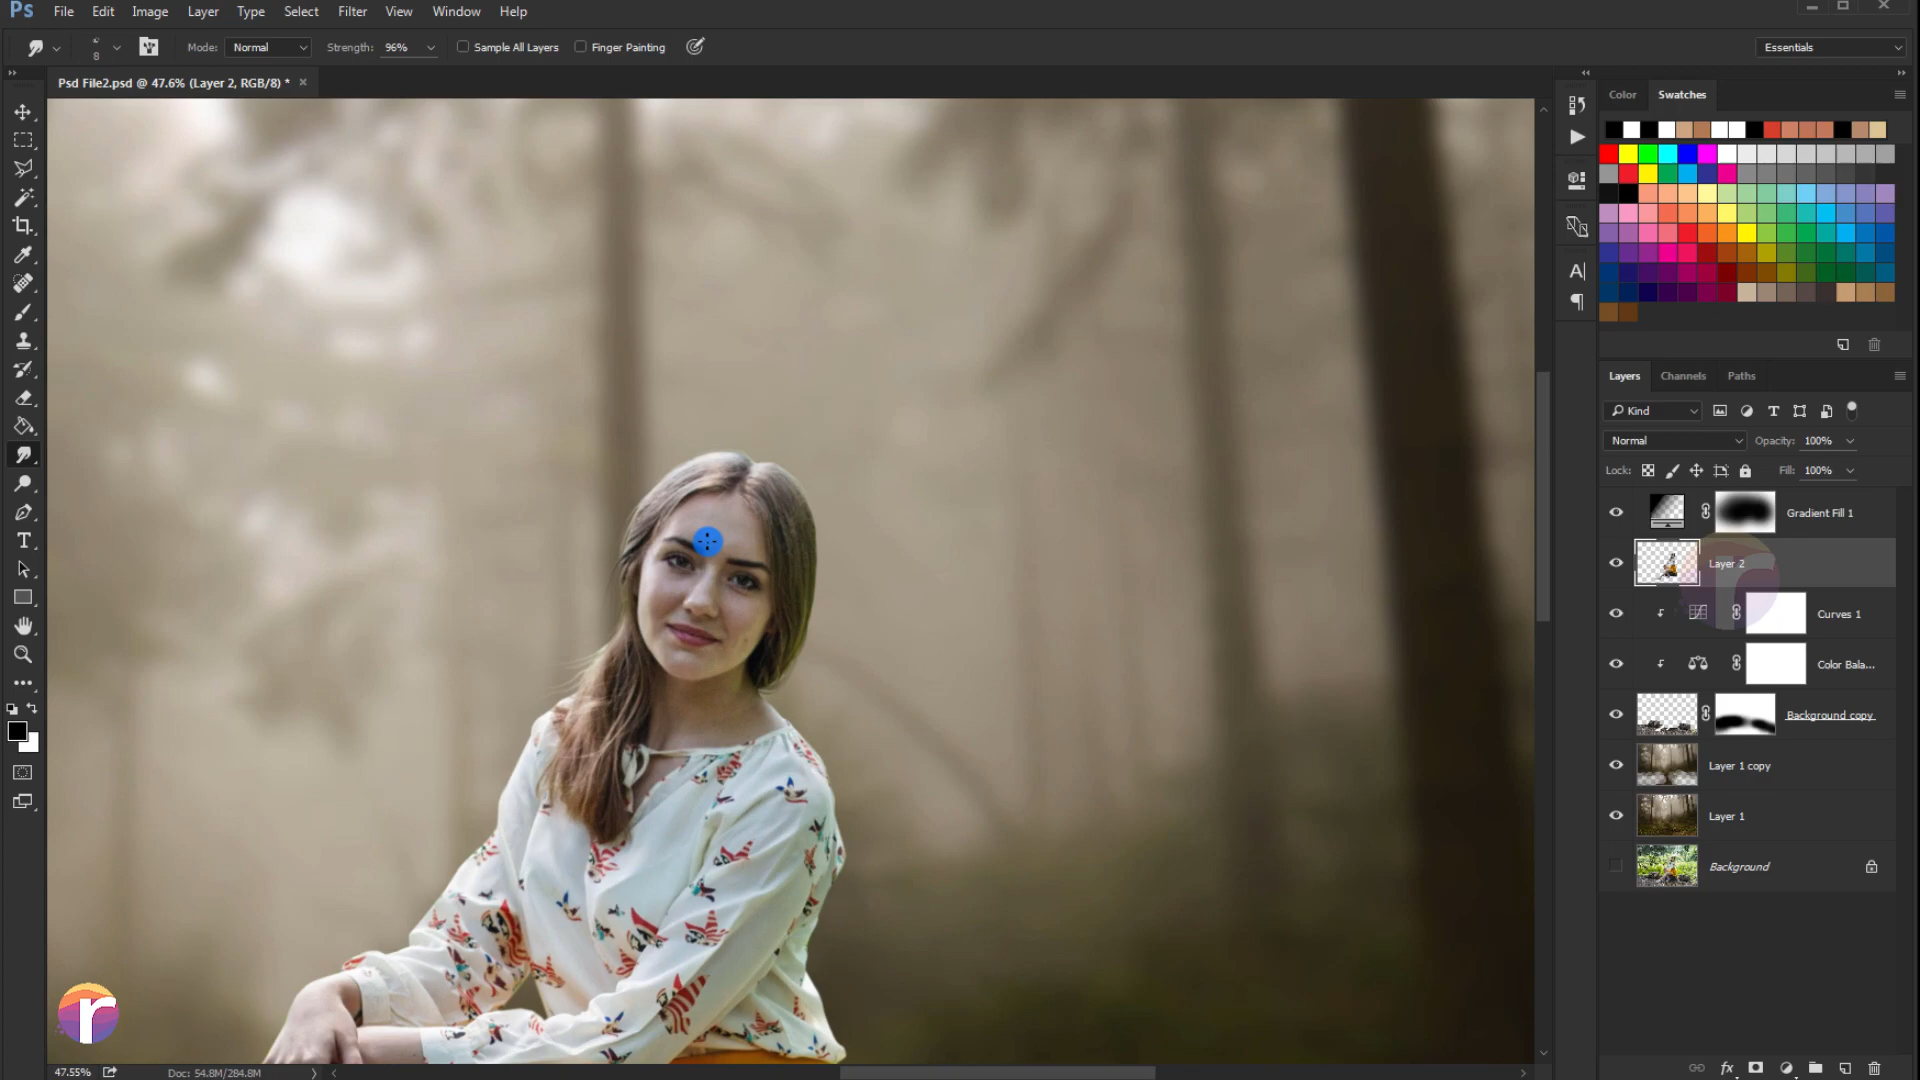 Ps File Edit Image Layer Type Select Filter View Window Help
8 Mode: Normal Strength: 96% Sample All Layers Finger Painting Essentials
Psd File2.psd @ 47.6% (Layer 2, RGB/8) * ×
Color Swatches
Layers Channels Paths
Kind
Normal Opacity: 100%
Lock: Fill: 100%
Gradient Fill 1
Layer 2
Curves 1
Color Bala...
Background copy
Layer 1 copy
Layer 1
Background
r
47.55% Doc: 54.8M/284.8M
fx